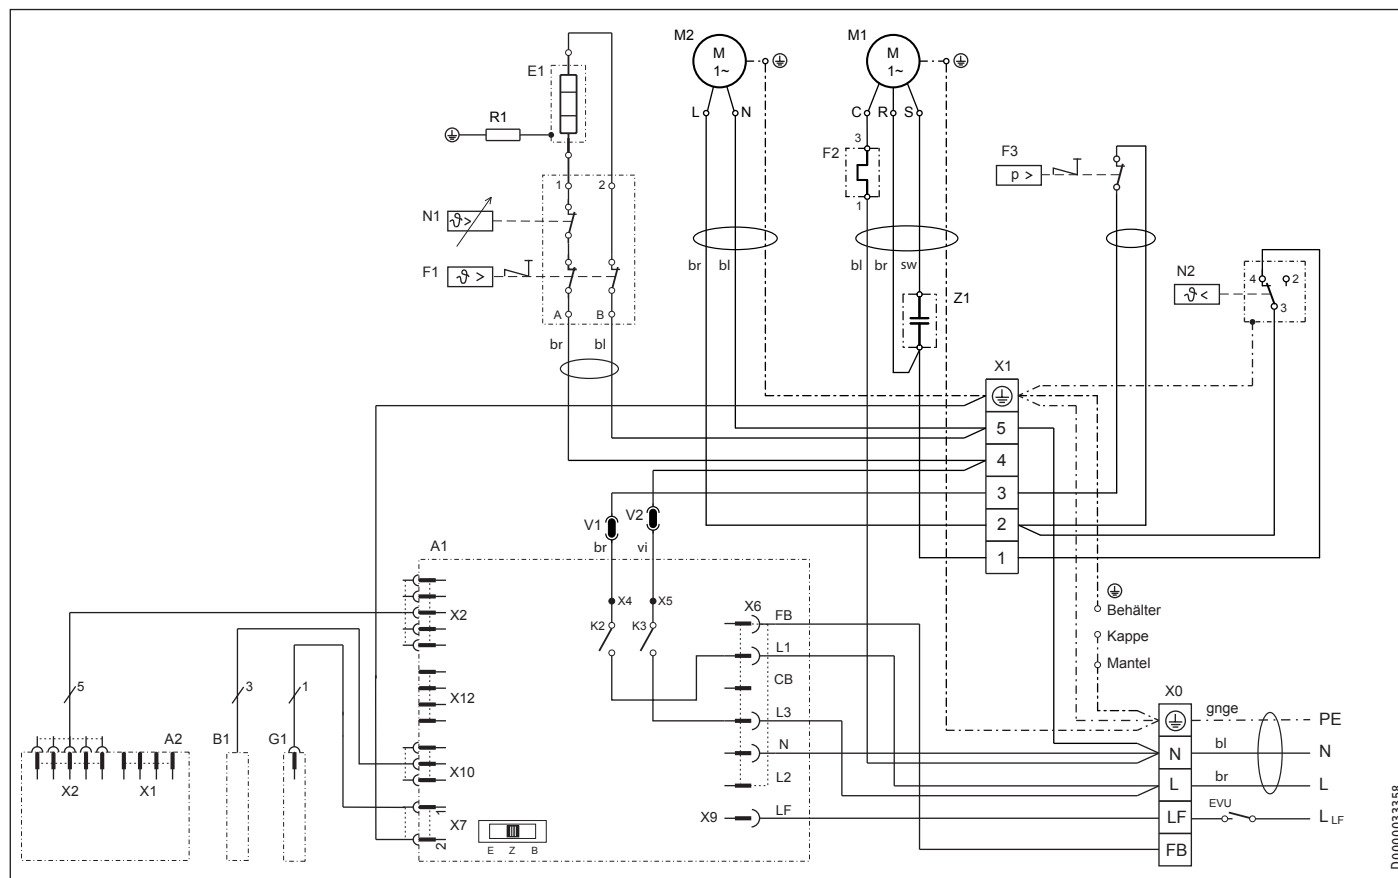 M2
M
1~
L
N
M1
M
1~
C
R
S
E1
R1
N1
ϑ>
F1
ϑ >
1
2
A
B
br
bl
F2
3
1
br
bl
bl
br
sw
Z1
F3
p >
N2
ϑ <
4
2
3
X1
5
4
3
2
1
V1
br
V2
vi
A1
X2
X12
X10
X7
1
2
X4
X5
K2
K3
X6
FB
L1
CB
L3
N
L2
X9
LF
E Z B
5
3
1
A2
X2
X1
B1
G1
Behälter
Kappe
Mantel
X0
N
L
LF
FB
gnge
bl
br
EVU
PE
N
L
L LF
D0000033358